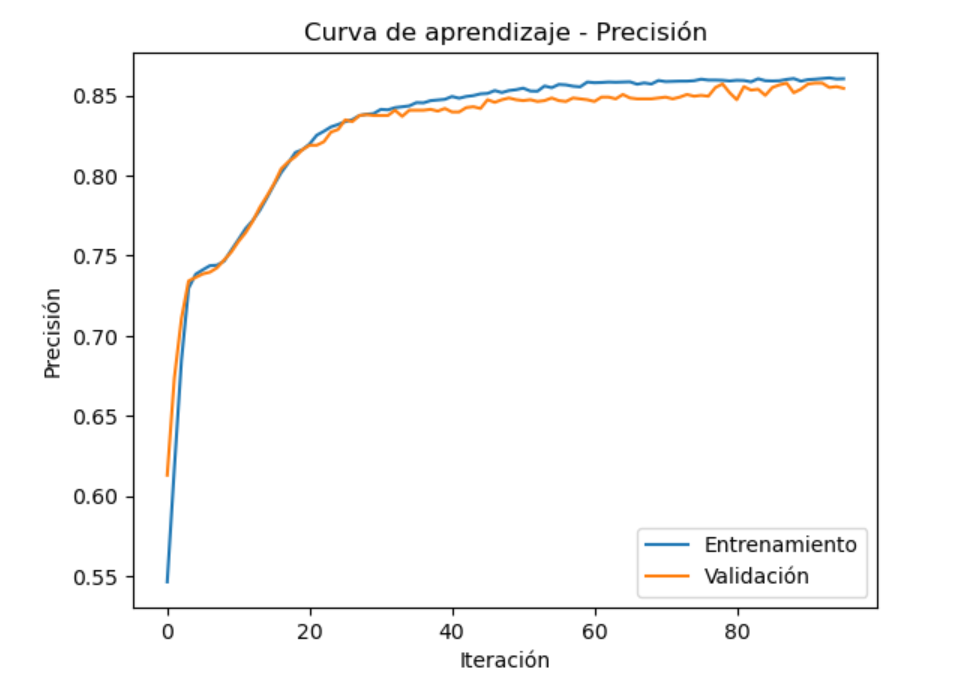 Curva de aprendizaje - Precisión
Precisión
0.85
0.80
0.75
0.70
0.65
0.60
0.55
Entrenamiento
Validación
0 20 40 60 80
Iteración